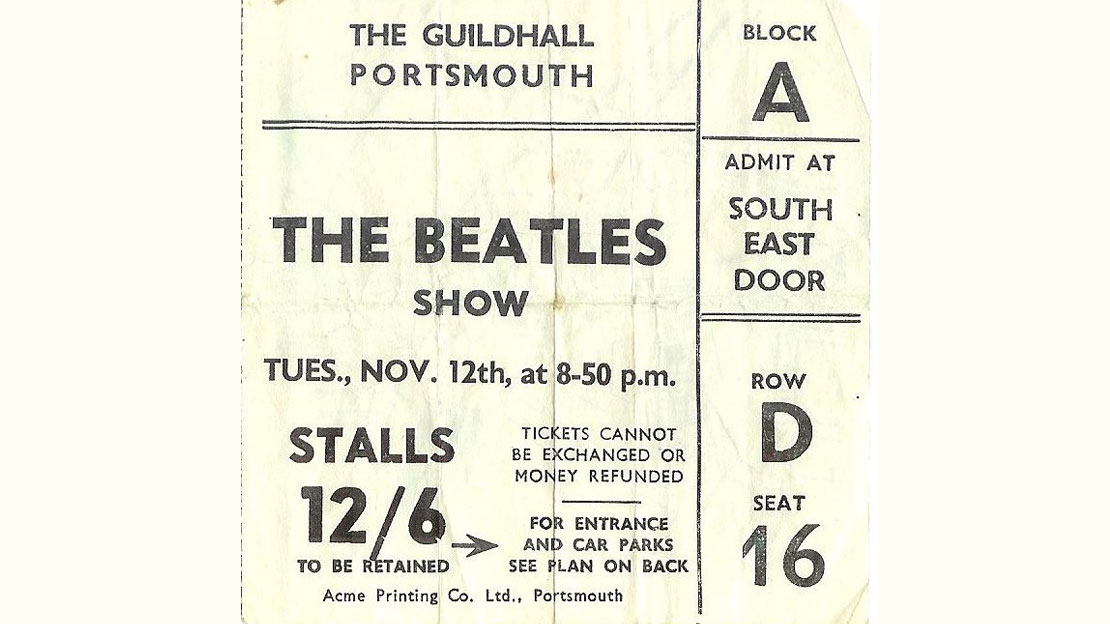 THE GUILDHALL
PORTSMOUTH
THE BEATLES
SHOW
TUES., NOV. 12th, at 8-50 p.m.
STALLS
12/6
TO BE RETAINED
TICKETS CANNOT
BE EXCHANGED OR
MONEY REFUNDED
FOR ENTRANCE
AND CAR PARKS
SEE PLAN ON BACK
Acme Printing Co. Ltd., Portsmouth
BLOCK
A
ADMIT AT
SOUTH
EAST
DOOR
ROW
D
SEAT
16